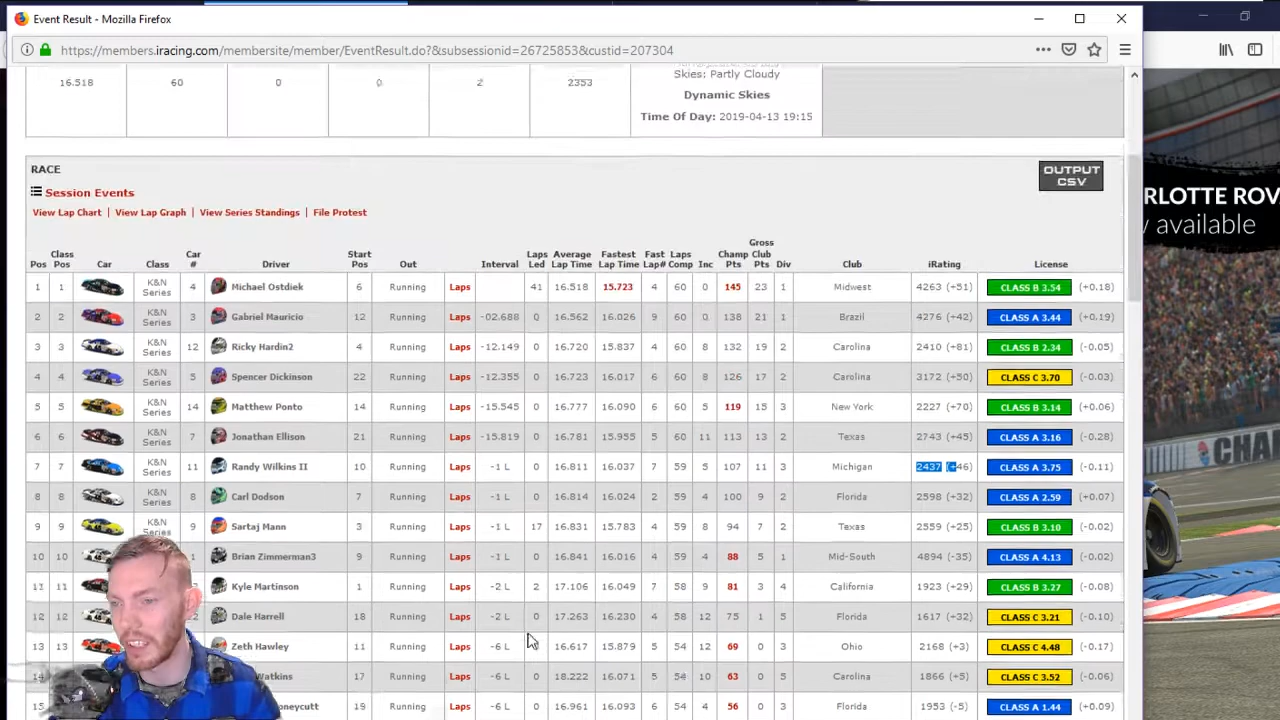 Event Result - Mozilla Firefox
https://members.iracing.com/membersite/member/EventResult.do?&subsessionid=26725853&custid=207304
16.518 60 0 0 2 2353
Skies: Partly Cloudy
Dynamic Skies
Time Of Day: 2019-04-13 19:15
RACE
OUTPUT CSV
Session Events
View Lap Chart | View Lap Graph | View Series Standings | File Protest
Pos Class Pos Car Class Car # Driver Start Pos Out Interval Laps Led Average Lap Time Fastest Lap Time Fast Lap# Laps Comp Inc Champ Pts Gross Club Pts Div Club iRating License
1 1 K&N Series 4 Michael Ostdiek 6 Running Laps 41 16.518 15.723 4 60 0 145 23 1 Midwest 4263 (+51) CLASS B 3.54 (+0.18)
2 2 K&N Series 3 Gabriel Mauricio 12 Running Laps -02.688 0 16.562 16.026 9 60 0 138 21 1 Brazil 4276 (+42) CLASS A 3.44 (+0.19)
3 3 K&N Series 12 Ricky Hardin2 4 Running Laps -12.149 0 16.720 15.837 4 60 8 132 19 2 Carolina 2410 (+81) CLASS B 2.34 (-0.05)
4 4 K&N Series 5 Spencer Dickinson 22 Running Laps -12.355 0 16.723 16.017 6 60 8 126 17 2 Carolina 3172 (+50) CLASS C 3.70 (-0.03)
5 5 K&N Series 14 Matthew Ponto 14 Running Laps -15.545 0 16.777 16.090 6 60 5 119 15 3 New York 2227 (+70) CLASS B 3.14 (+0.06)
6 6 K&N Series 7 Jonathan Ellison 21 Running Laps -15.819 0 16.781 15.955 5 60 11 113 13 2 Texas 2743 (+45) CLASS A 3.16 (-0.28)
7 7 K&N Series 11 Randy Wilkins II 10 Running Laps -1 L 0 16.811 16.037 7 59 5 107 11 3 Michigan 2437 (+46) CLASS A 3.75 (-0.11)
8 8 K&N Series 8 Carl Dodson 7 Running Laps -1 L 0 16.814 16.024 4 59 4 100 9 2 Florida 2598 (+32) CLASS A 2.59 (+0.07)
9 9 K&N Series 9 Sartaj Mann 3 Running Laps -1 L 17 16.831 15.783 4 59 8 94 7 2 Texas 2559 (+25) CLASS B 3.10 (-0.02)
10 10 K&N Series 1 Brian Zimmerman3 9 Running Laps -1 L 0 16.841 16.016 4 59 4 88 5 1 Mid-South 4894 (-35) CLASS A 4.13 (-0.02)
11 11 Kyle Martinson Running Laps -2 L 2 17.106 16.049 4 58 9 81 3 4 California 1923 (+29) CLASS B 3.27 (-0.08)
12 12 2 Dale Harrell 18 Running Laps -2 L 0 17.263 16.230 4 58 12 75 1 5 Florida 1617 (+32) CLASS C 3.21 (-0.10)
13 13 Zeth Hawley 11 Running Laps -6 L 0 16.617 15.879 5 54 12 69 0 3 Ohio 2168 (+3) CLASS C 4.48 (-0.17)
14 Watkins 17 Running Laps -6 L 0 18.222 16.071 5 54 10 63 0 5 Carolina 1866 (+5) CLASS C 3.52 (-0.06)
15 neycutt Running Laps -6 L 0 16.961 16.093 5 54 4 56 0 3 Florida 1953 (-5) CLASS A 1.44 (+0.09)
RLOTTE ROV
available
CHAM